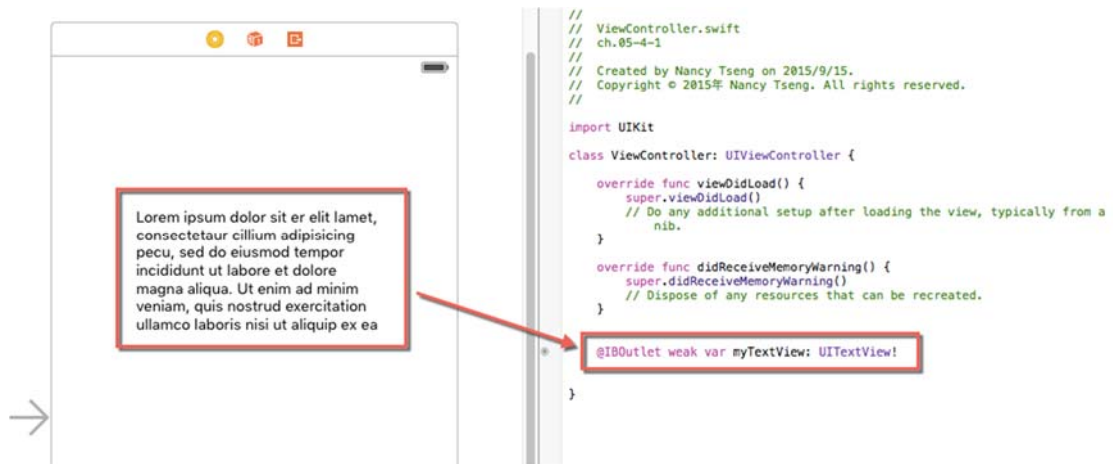 Lorem ipsum dolor sit er elit lamet,
consectetaur cillium adipisicing
pecu, sed do eiusmod tempor
incididunt ut labore et dolore
magna aliqua. Ut enim ad minim
veniam, quis nostrud exercitation
ullamco laboris nisi ut aliquip ex ea
//
//  ViewController.swift
//  ch.05-4-1
//
//  Created by Nancy Tseng on 2015/9/15.
//  Copyright © 2015年 Nancy Tseng. All rights reserved.
//
import UIKit
class ViewController: UIViewController {
override func viewDidLoad() {
super.viewDidLoad()
// Do any additional setup after loading the view, typically from a
nib.
}
override func didReceiveMemoryWarning() {
super.didReceiveMemoryWarning()
// Dispose of any resources that can be recreated.
}
@IBOutlet weak var myTextView: UITextView!
}